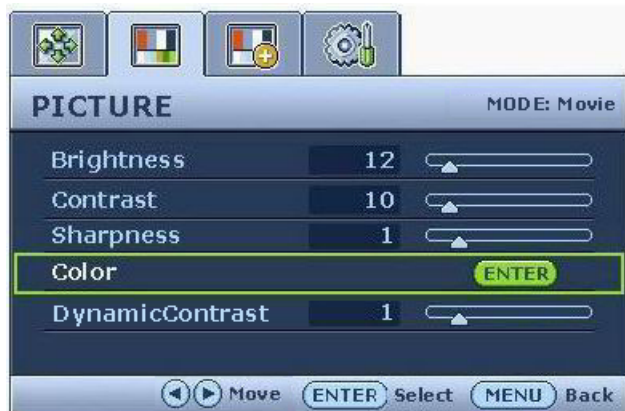 PICTURE MODE: Movie
Brightness 12
Contrast 10
Sharpness 1
Color ENTER
DynamicContrast 1
Move ENTER Select MENU Back